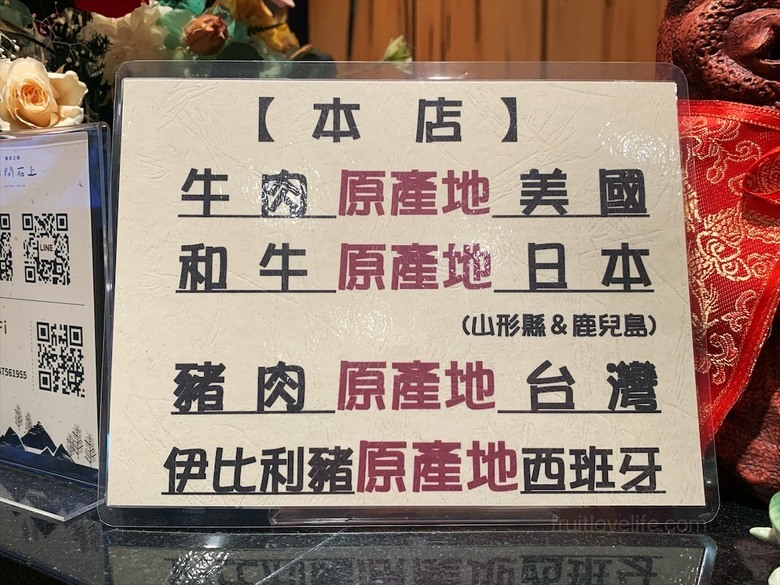 【本店】
牛肉原產地美國
和牛原產地日本
(山形縣&鹿兒島)
豬肉原產地台灣
伊比利豬原產地西班牙
LINE
67561955
fruitlovelife.com